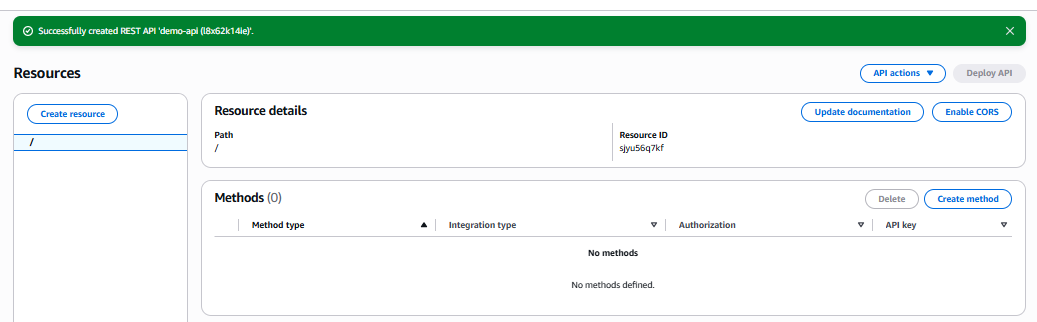 Successfully created REST API 'demo-api (l8x62k14ie)'.
Resources
API actions
Deploy API
Create resource
/
Resource details
Update documentation
Enable CORS
Path
/
Resource ID
sjyu56q7kf
Methods (0)
Delete
Create method
Method type
Integration type
Authorization
API key
No methods
No methods defined.